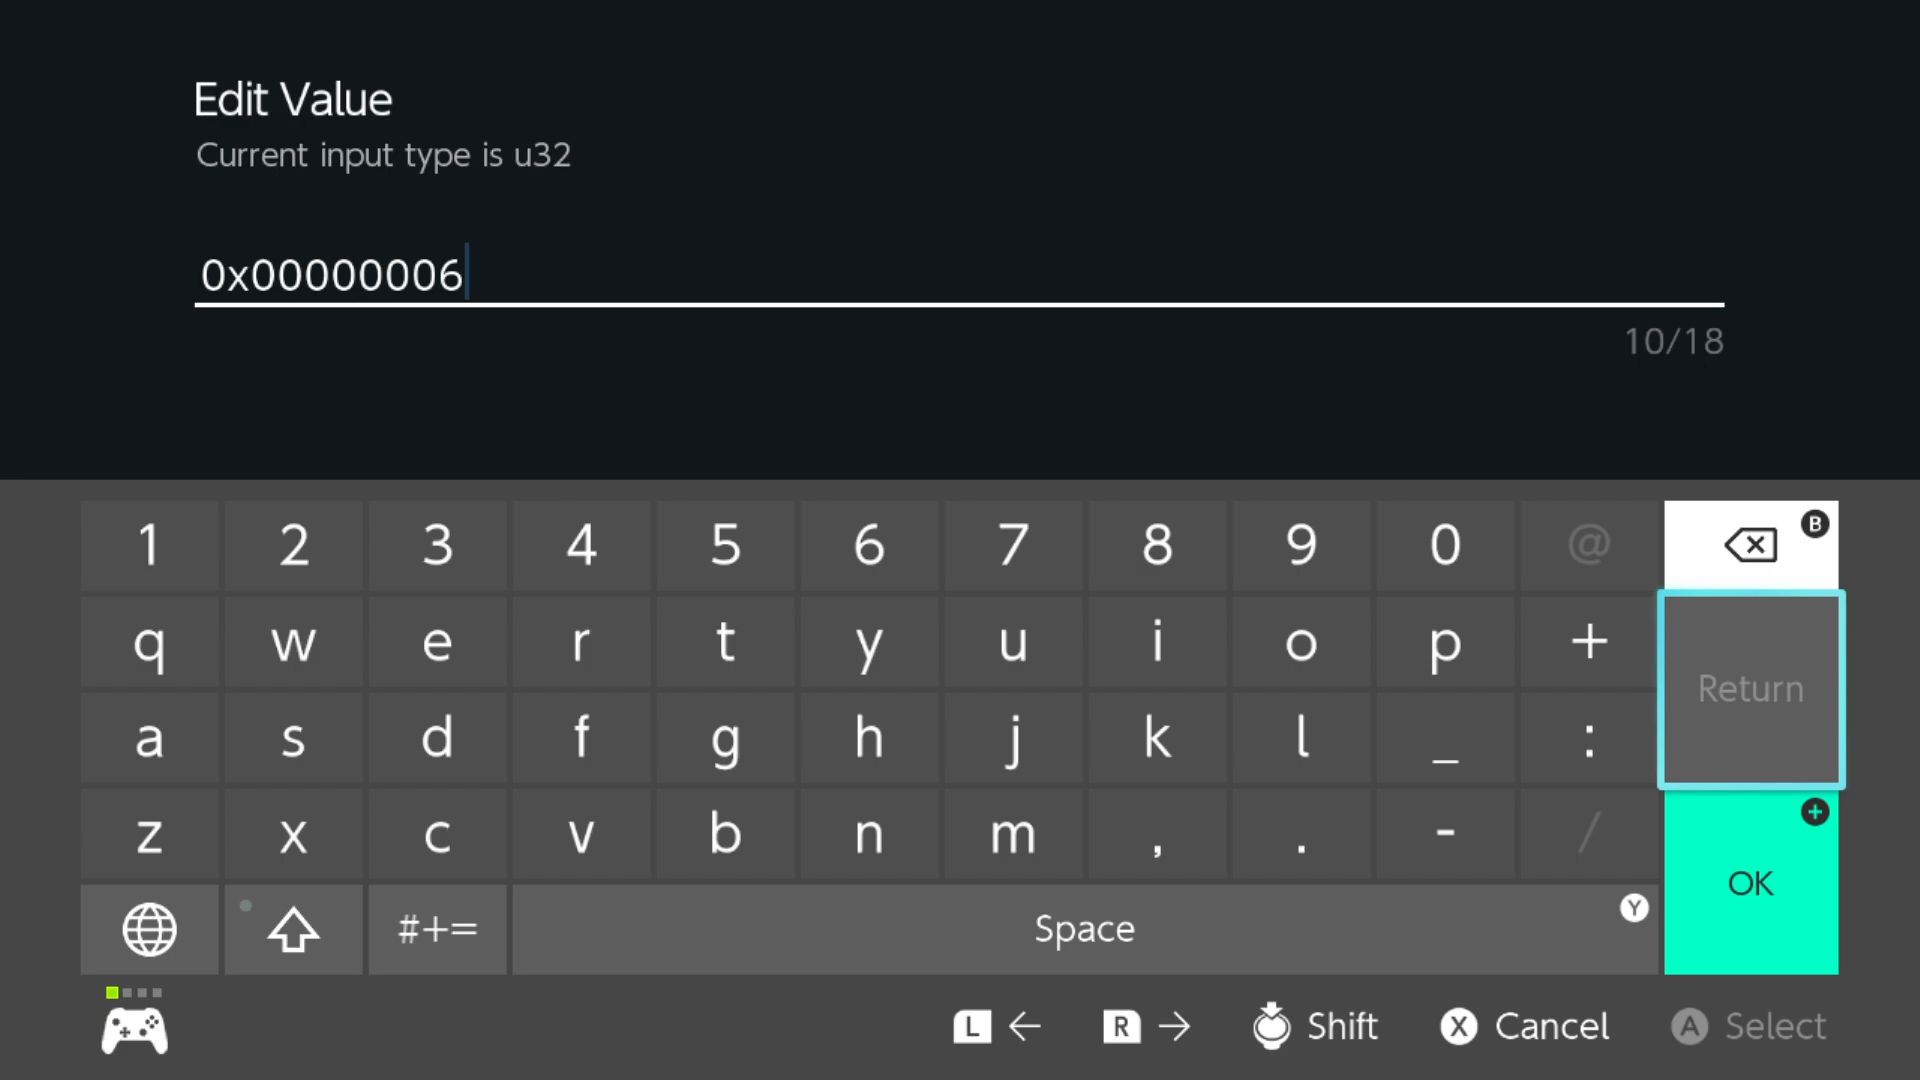 Edit Value
Current input type is u32
0x00000006
10/18
1 2 3 4 5 6 7 8 9 0 @ B
q w e r t y u i o p +
Return
a s d f g h j k l _ :
z x c v b n m , . - /
+
OK
#+= Space Y
L ← R → Shift X Cancel A Select